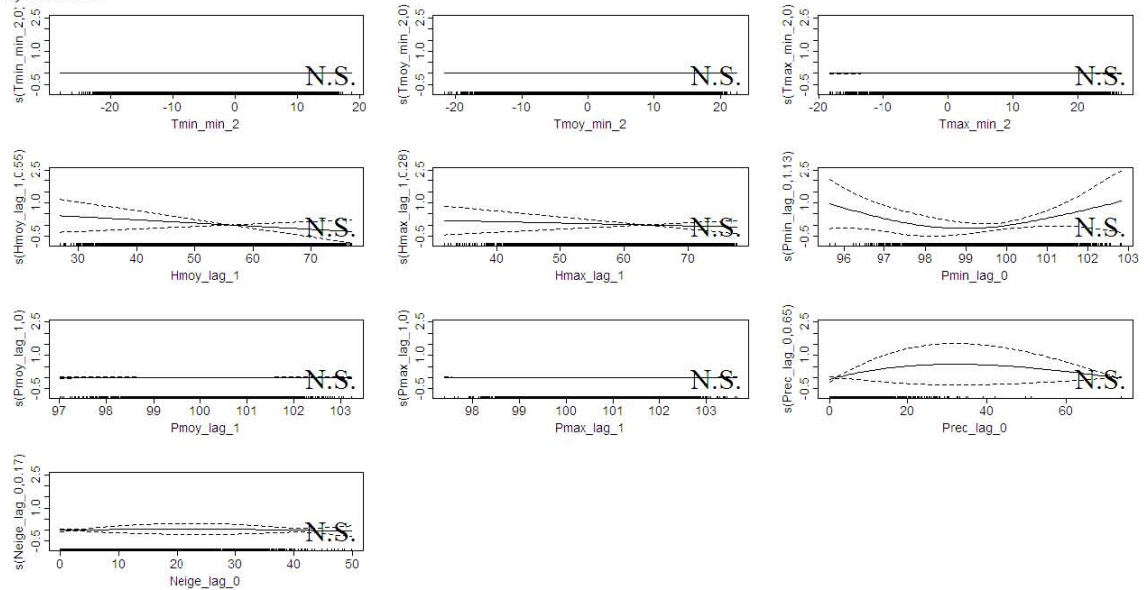 s(Tmin_min_2,0)
2.5
1.0
-0.5
N.S.
-20 -10 0 10 20
Tmin_min_2
s(Tmoy_min_2,0)
2.5
1.0
-0.5
N.S.
-20 -10 0 10 20
Tmoy_min_2
s(Tmax_min_2,0)
2.5
1.0
-0.5
N.S.
-20 -10 0 10 20
Tmax_min_2
s(Hmoy_lag_1,0.55)
2.5
1.0
-0.5
N.S.
30 40 50 60 70
Hmoy_lag_1
s(Hmax_lag_1,0.28)
2.5
1.0
-0.5
N.S.
40 50 60 70
Hmax_lag_1
s(Pmin_lag_0,1.13)
2.5
1.0
-0.5
N.S.
96 97 98 99 100 101 102 103
Pmin_lag_0
s(Pmoy_lag_1,0)
2.5
1.0
-0.5
N.S.
97 98 99 100 101 102 103
Pmoy_lag_1
s(Pmax_lag_1,0)
2.5
1.0
-0.5
N.S.
98 99 100 101 102 103
Pmax_lag_1
s(Prec_lag_0,0.65)
2.5
1.0
-0.5
N.S.
0 20 40 60
Prec_lag_0
s(Neige_lag_0,0.17)
2.5
1.0
-0.5
N.S.
0 10 20 30 40 50
Neige_lag_0